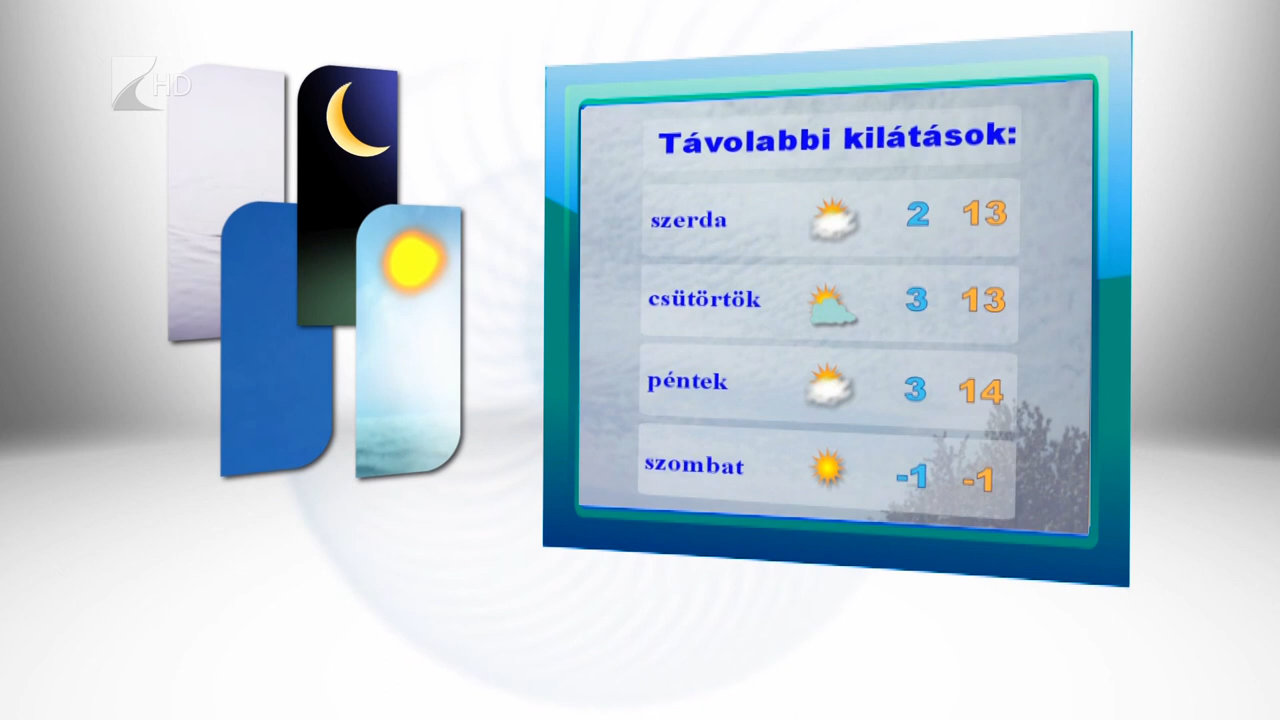 HD
Távolabbi kilátások:
szerda 2 13
csütörtök 3 13
péntek 3 14
szombat -1 -1